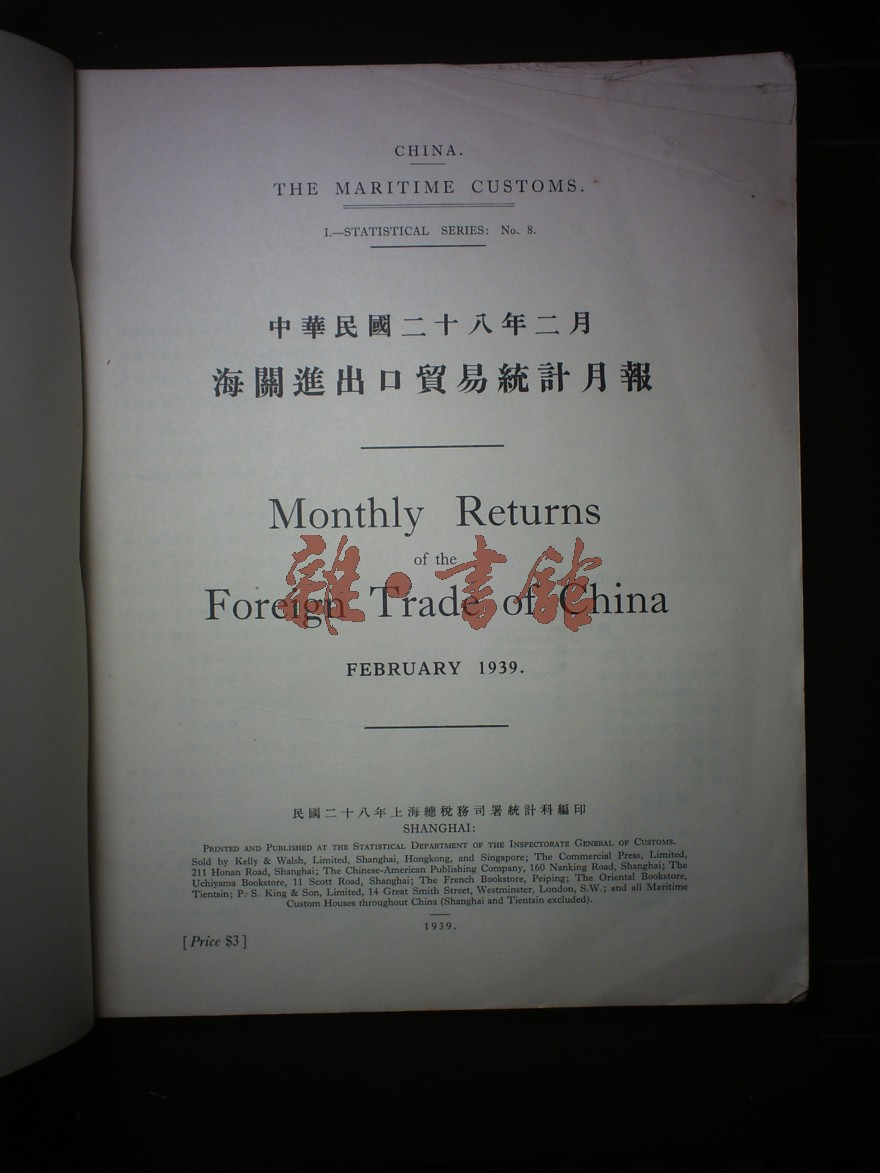 CHINA.
THE MARITIME CUSTOMS.
I.—STATISTICAL SERIES: No. 8.
中華民國二十八年二月
海關進出口貿易統計月報
Monthly Returns
of the
Foreign Trade of China
雜·書館
FEBRUARY 1939.
民國二十八年上海總稅務司署統計科編印
SHANGHAI:
PRINTED AND PUBLISHED AT THE STATISTICAL DEPARTMENT OF THE INSPECTORATE GENERAL OF CUSTOMS.
Sold by Kelly & Walsh, Limited, Shanghai, Hongkong, and Singapore; The Commercial Press, Limited,
211 Honan Road, Shanghai; The Chinese-American Publishing Company, 160 Nanking Road, Shanghai; The
Uchiyama Bookstore, 11 Scott Road, Shanghai; The French Bookstore, Peiping; The Oriental Bookstore,
Tientsin; P. S. King & Son, Limited, 14 Great Smith Street, Westminster, London, S.W.; and all Maritime
Custom Houses throughout China (Shanghai and Tientsin excluded).
1939.
[Price $3]